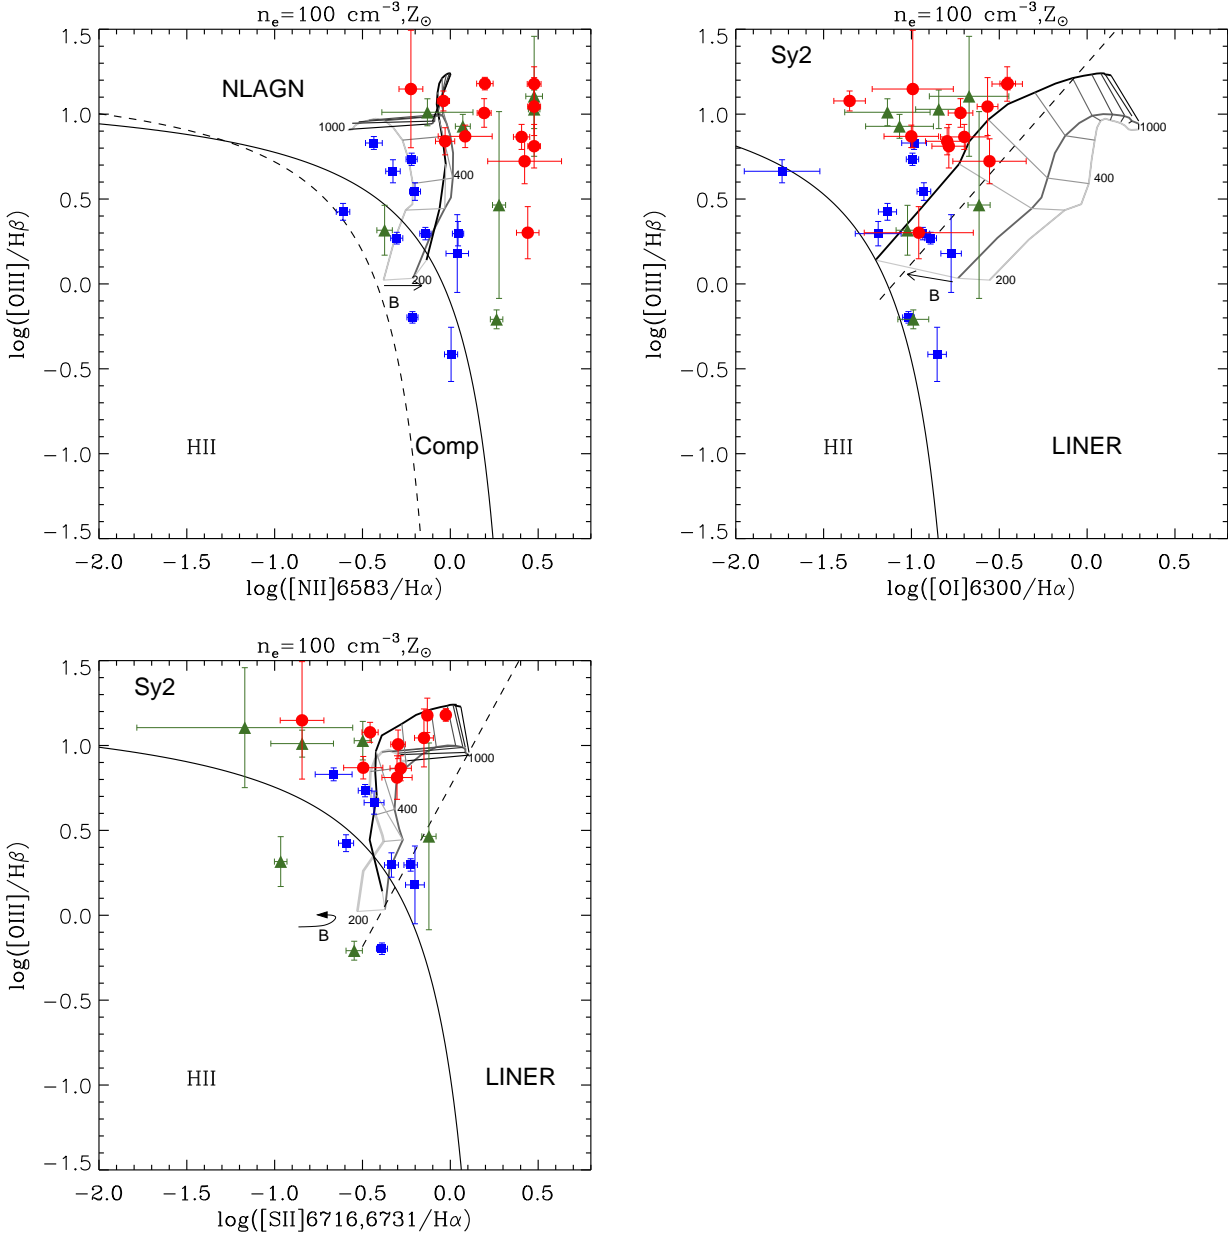 n_e=100 cm^-3,Z_⊙
1.5
1.0
0.5
0.0
−0.5
−1.0
−1.5
log([OIII]/Hβ)
NLAGN
1000
400
200
B
HII
Comp
−2.0 −1.5 −1.0 −0.5 0.0 0.5
log([NII]6583/Hα)
n_e=100 cm^-3,Z_⊙
1.5
1.0
0.5
0.0
−0.5
−1.0
−1.5
log([OIII]/Hβ)
Sy2
1000
400
200
B
HII
LINER
−2.0 −1.5 −1.0 −0.5 0.0 0.5
log([OI]6300/Hα)
n_e=100 cm^-3,Z_⊙
1.5
1.0
0.5
0.0
−0.5
−1.0
−1.5
log([OIII]/Hβ)
Sy2
1000
400
200
B
HII
LINER
−2.0 −1.5 −1.0 −0.5 0.0 0.5
log([SII]6716,6731/Hα)